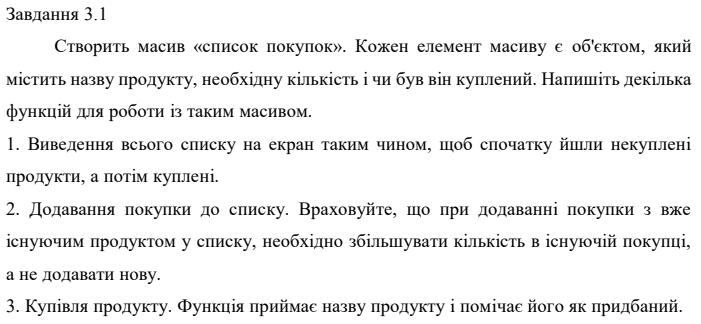 Завдання 3.1
Створить масив «список покупок». Кожен елемент масиву є об'єктом, який
містить назву продукту, необхідну кількість і чи був він куплений. Напишіть декілька
функцій для роботи із таким масивом.
1. Виведення всього списку на екран таким чином, щоб спочатку йшли некуплені
продукти, а потім куплені.
2. Додавання покупки до списку. Враховуйте, що при додаванні покупки з вже
існуючим продуктом у списку, необхідно збільшувати кількість в існуючій покупці,
а не додавати нову.
3. Купівля продукту. Функція приймає назву продукту і помічає його як придбаний.